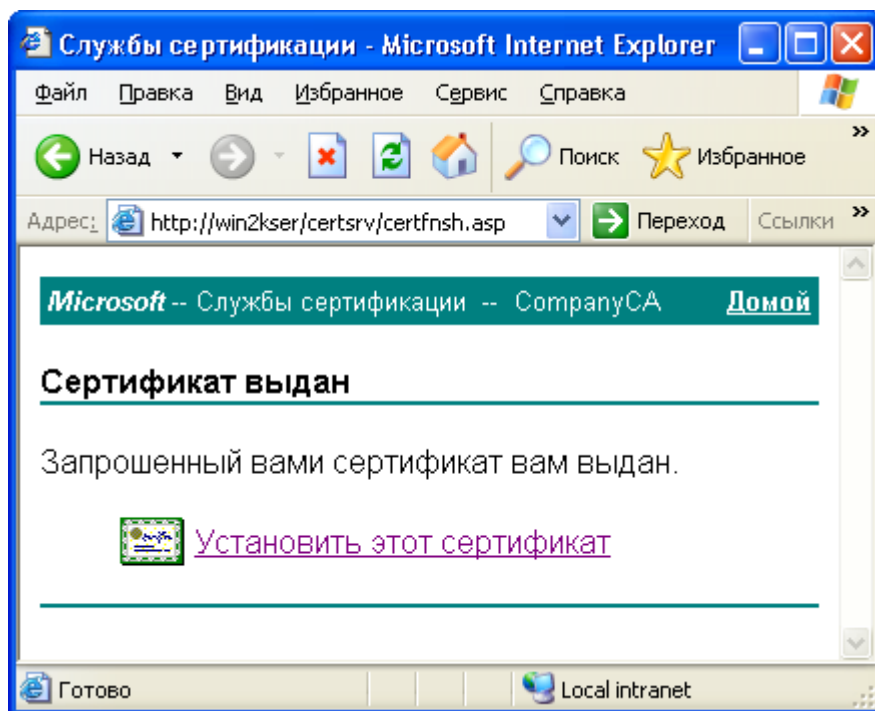 Службы сертификации - Microsoft Internet Explorer
Файл Правка Вид Избранное Сервис Справка
Назад Поиск Избранное »
Адрес: http://win2kser/certsrv/certfnsh.asp Переход Ссылки »
Microsoft -- Службы сертификации -- CompanyCA Домой
Сертификат выдан
Запрошенный вами сертификат вам выдан.
Установить этот сертификат
Готово Local intranet